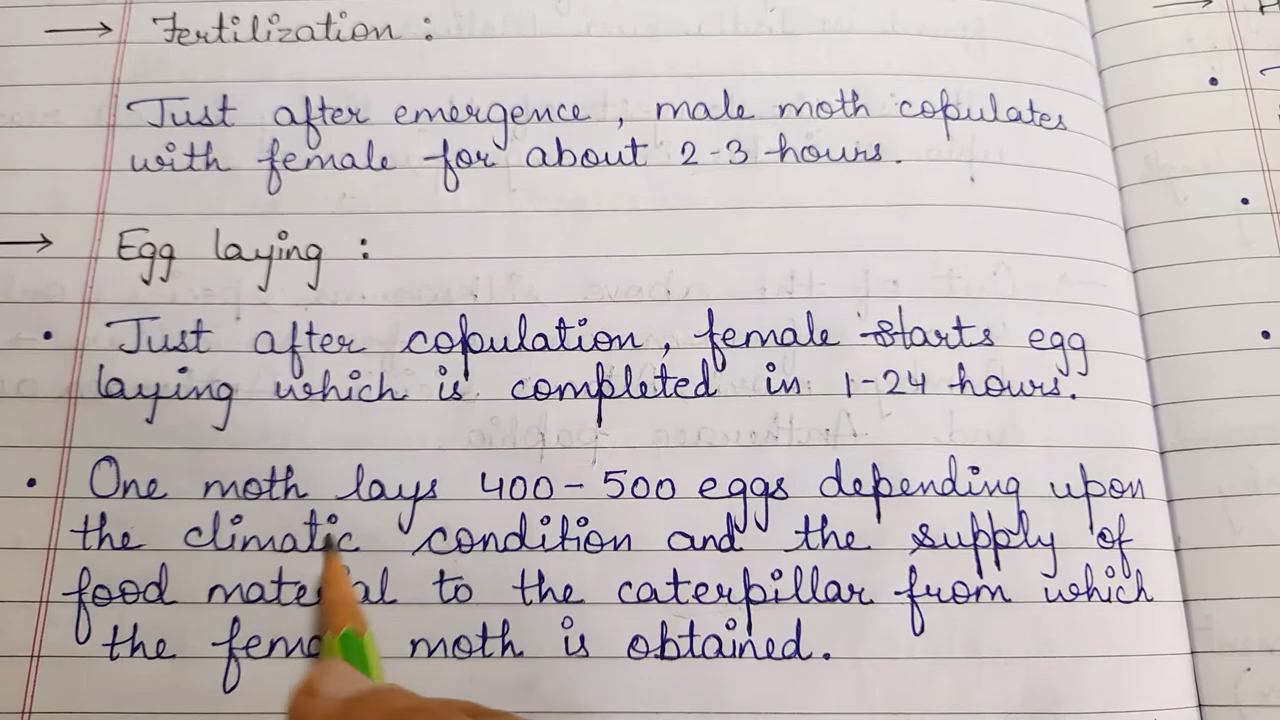 → Fertilization :
Just after emergence, male moth copulates
with female for about 2-3 hours.
→ Egg laying :
• Just after copulation, female starts egg
laying which is completed in 1-24 hours.
• One moth lays 400-500 eggs depending upon
the climatic condition and the supply of
food material to the caterpillar from which
the female moth is obtained.